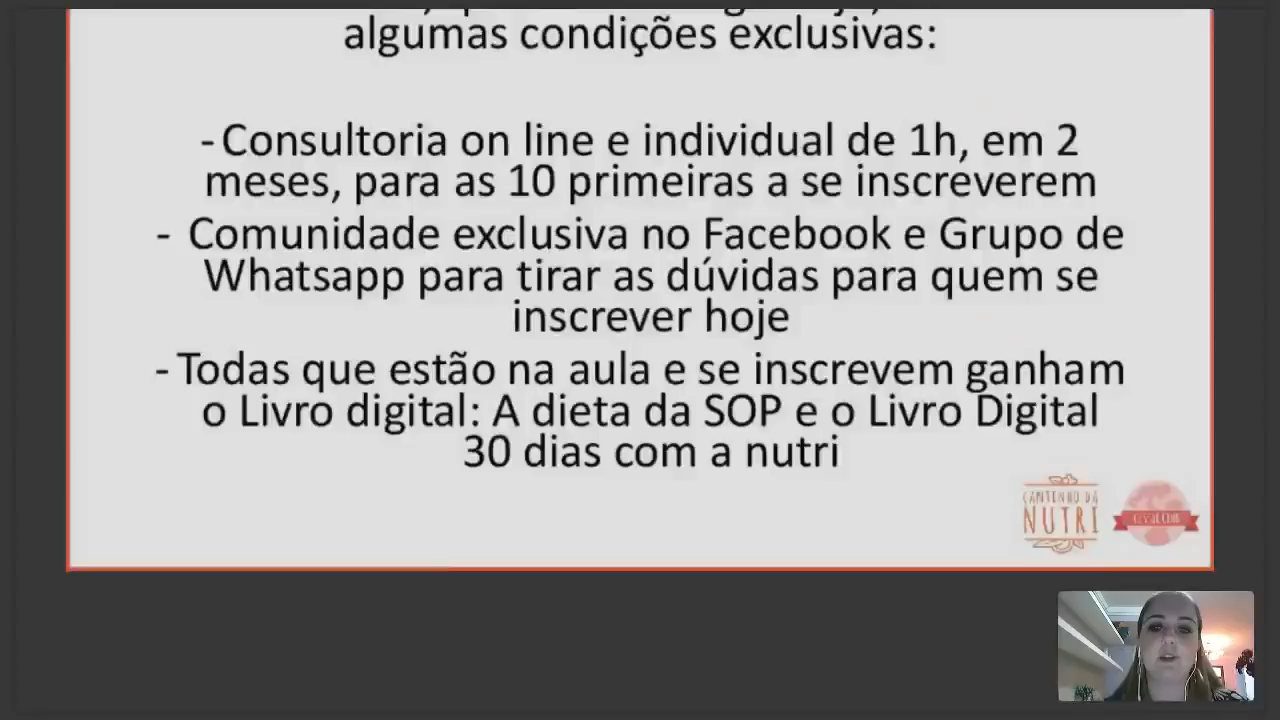 algumas condições exclusivas:
- Consultoria on line e individual de 1h, em 2
meses, para as 10 primeiras a se inscreverem
- Comunidade exclusiva no Facebook e Grupo de
Whatsapp para tirar as dúvidas para quem se
inscrever hoje
- Todas que estão na aula e se inscrevem ganham
o Livro digital: A dieta da SOP e o Livro Digital
30 dias com a nutri
CANTINHO DA
NUTRI